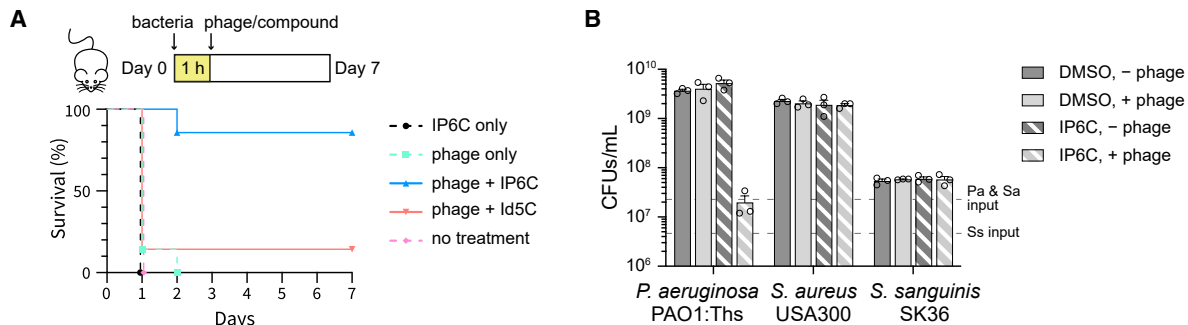 A
bacteria phage/compound
Day 0 1 h Day 7
Survival (%)
100
50
0
0 1 2 3 4 5 6 7
Days
IP6C only
phage only
phage + IP6C
phage + Id5C
no treatment
B
CFUs/mL
10^10
10^9
10^8
10^7
10^6
Pa & Sa
input
Ss input
P. aeruginosa
PAO1:Ths
S. aureus
USA300
S. sanguinis
SK36
DMSO, − phage
DMSO, + phage
IP6C, − phage
IP6C, + phage